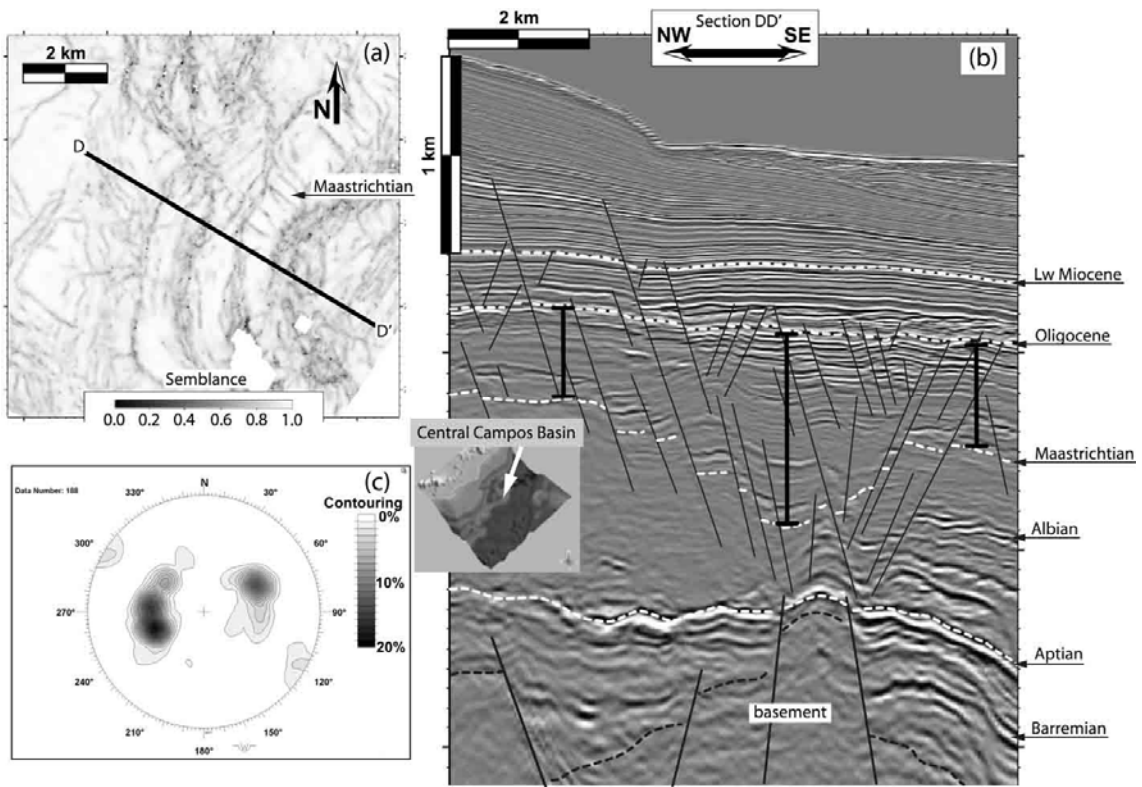 (a)
2 km
N
D
Maastrichtian
D'
Semblance
0.0 0.2 0.4 0.6 0.8 1.0
2 km
Section DD'
NW SE
(b)
1 km
Lw Miocene
Oligocene
Maastrichtian
Albian
Aptian
Barremian
basement
Central Campos Basin
(c)
Data Number: 188
N
30°
60°
90°
120°
150°
180°
210°
240°
270°
300°
330°
Contouring
0%
10%
20%